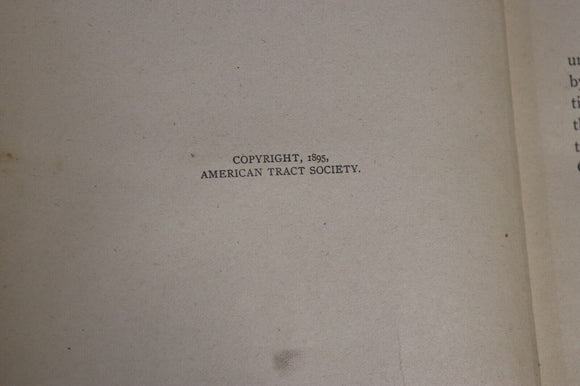 COPYRIGHT, 1895,
AMERICAN TRACT SOCIETY.